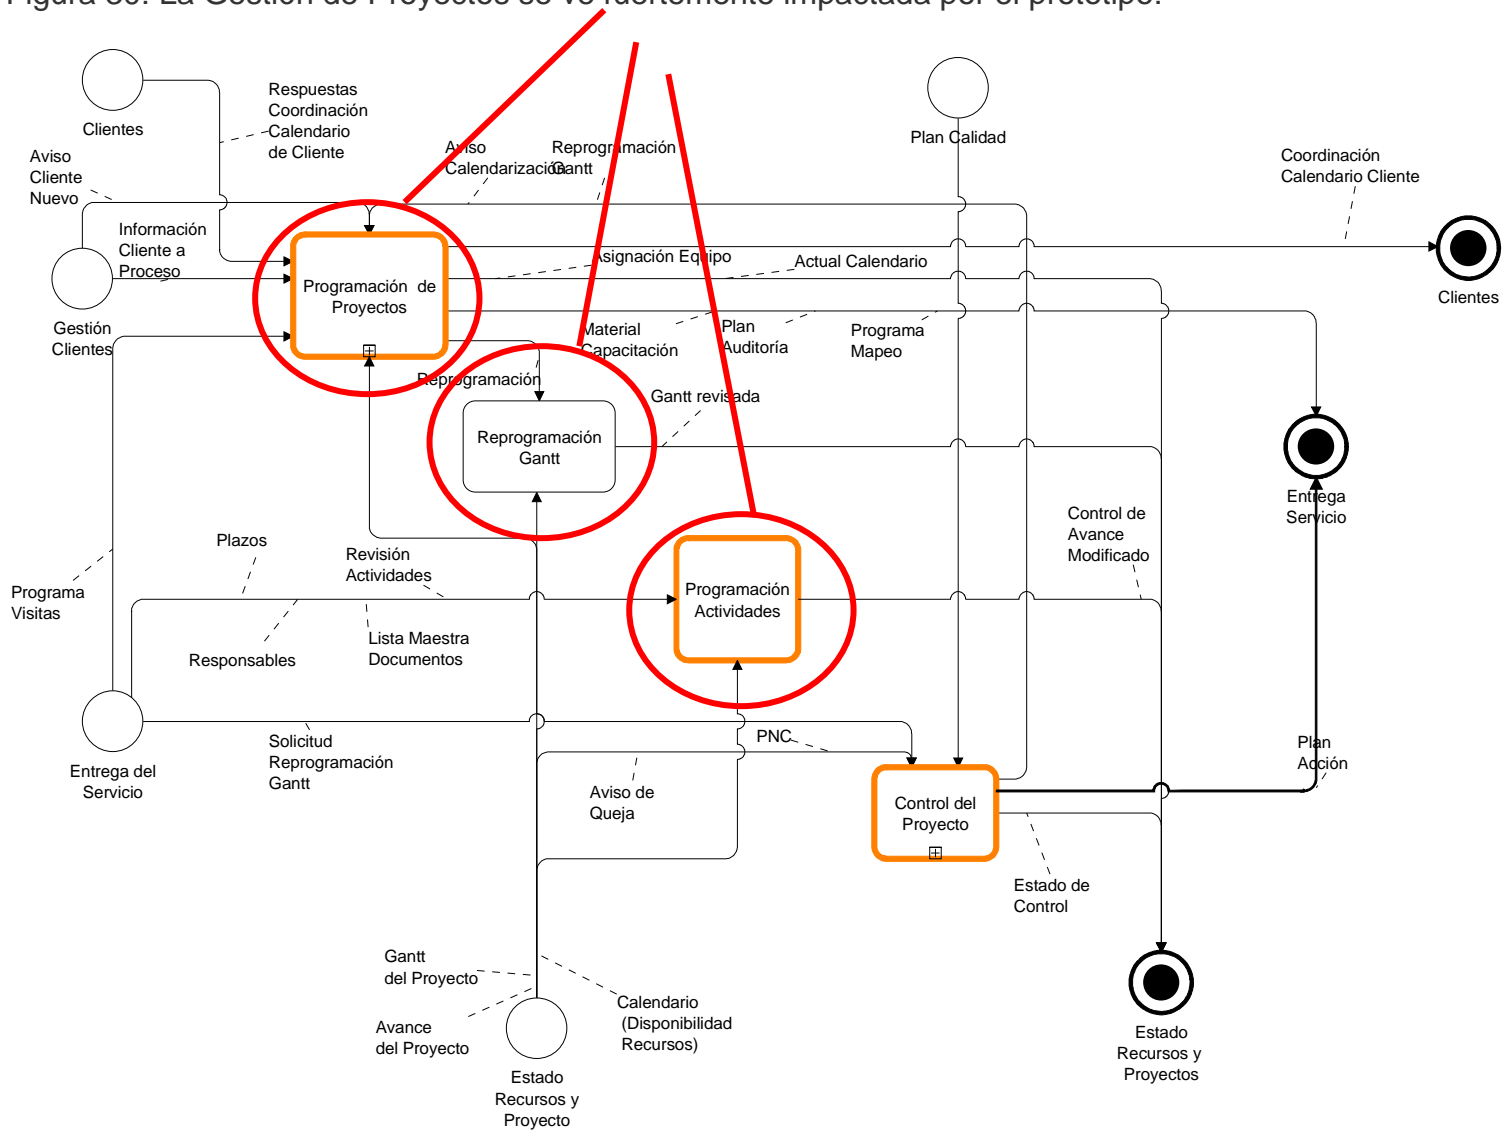 Figura 30. La Gestión de Proyectos se ve fuertemente impactada por el prototipo.
Clientes
Respuestas
Coordinación
Calendario
de Cliente
Aviso
Cliente
Nuevo
Información
Cliente a
Proceso
Gestión
Clientes
Aviso
Calendarización
Reprogramación
Gantt
Plan Calidad
Coordinación
Calendario Cliente
Clientes
Programación de
Proyectos
Asignación Equipo
Actual Calendario
Material
Capacitación
Plan
Auditoría
Programa
Mapeo
Reprogramación
Gantt revisada
Reprogramación
Gantt
Entrega
Servicio
Control de
Avance
Modificado
Plazos
Revisión
Actividades
Programa
Visitas
Programación
Actividades
Responsables
Lista Maestra
Documentos
Entrega del
Servicio
Solicitud
Reprogramación
Gantt
PNC
Aviso de
Queja
Plan
Acción
Control del
Proyecto
Estado de
Control
Gantt
del Proyecto
Avance
del Proyecto
Calendario
(Disponibilidad
Recursos)
Estado
Recursos y
Proyecto
Estado
Recursos y
Proyectos